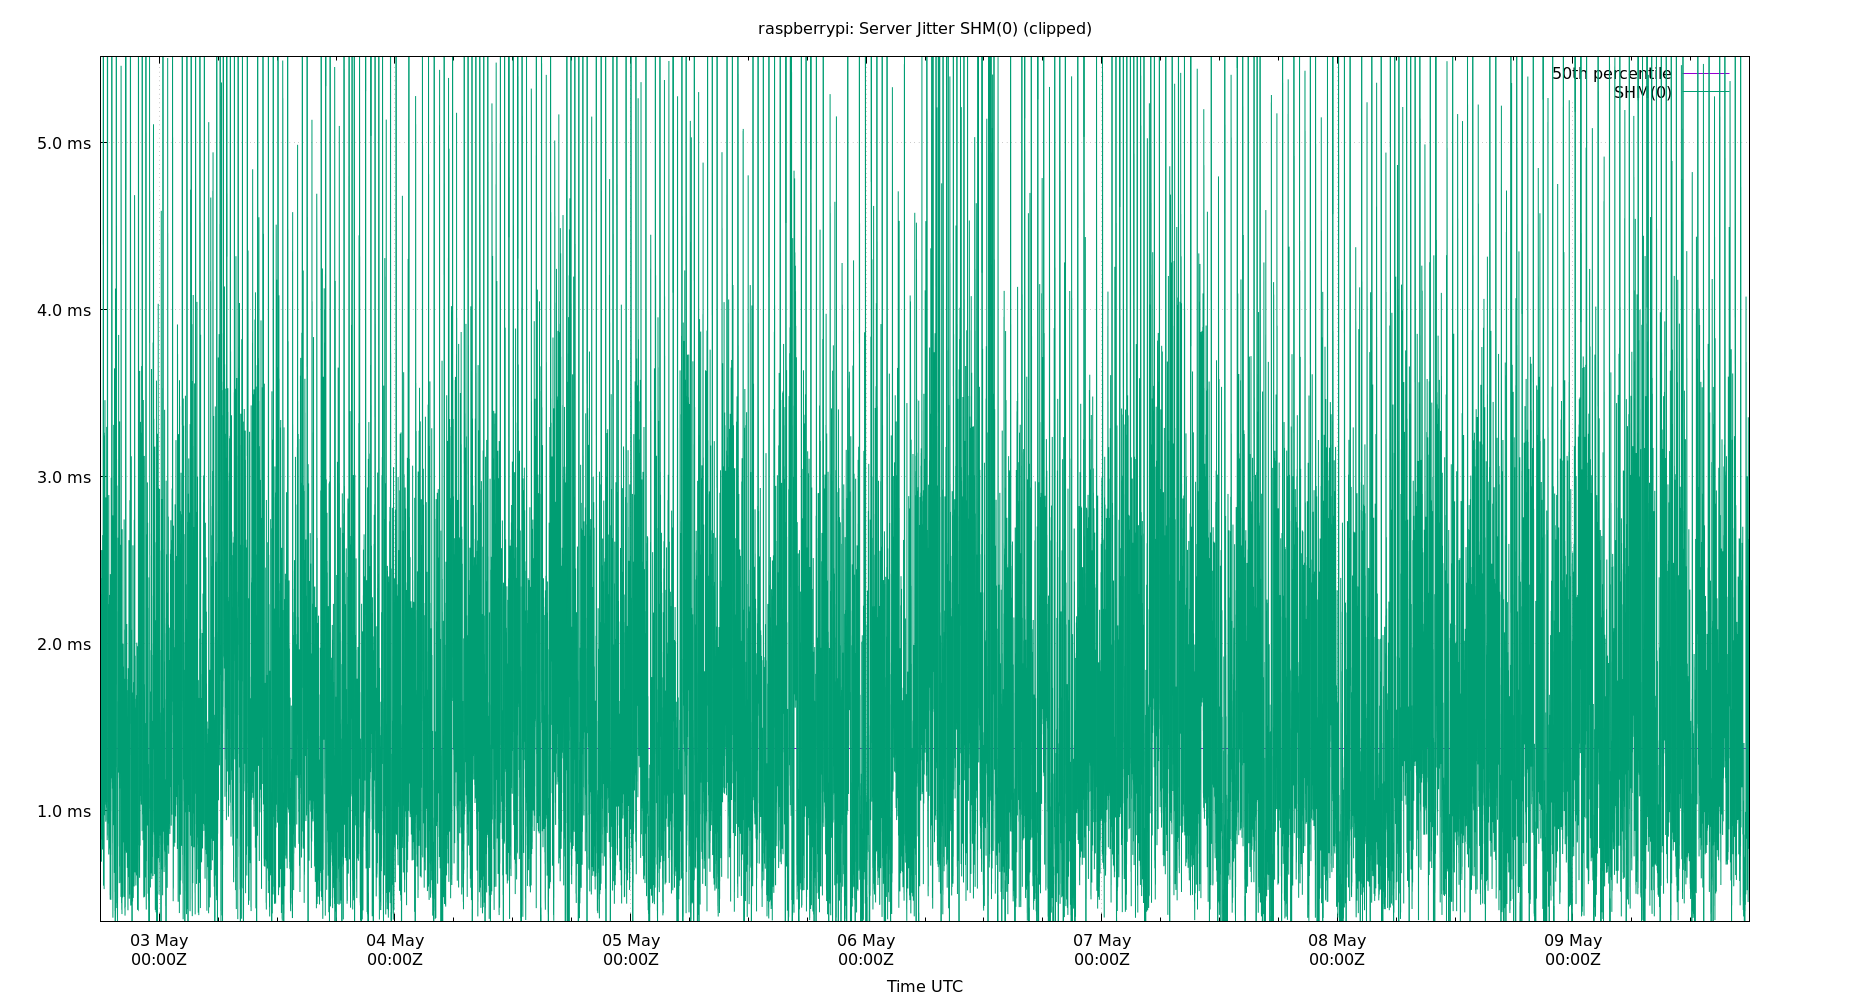 raspberrypi: Server Jitter SHM(0) (clipped)
50th percentile
SHM(0)
5.0 ms
4.0 ms
3.0 ms
2.0 ms
1.0 ms
03 May 04 May 05 May 06 May 07 May 08 May 09 May
00:00Z 00:00Z 00:00Z 00:00Z 00:00Z 00:00Z 00:00Z
Time UTC